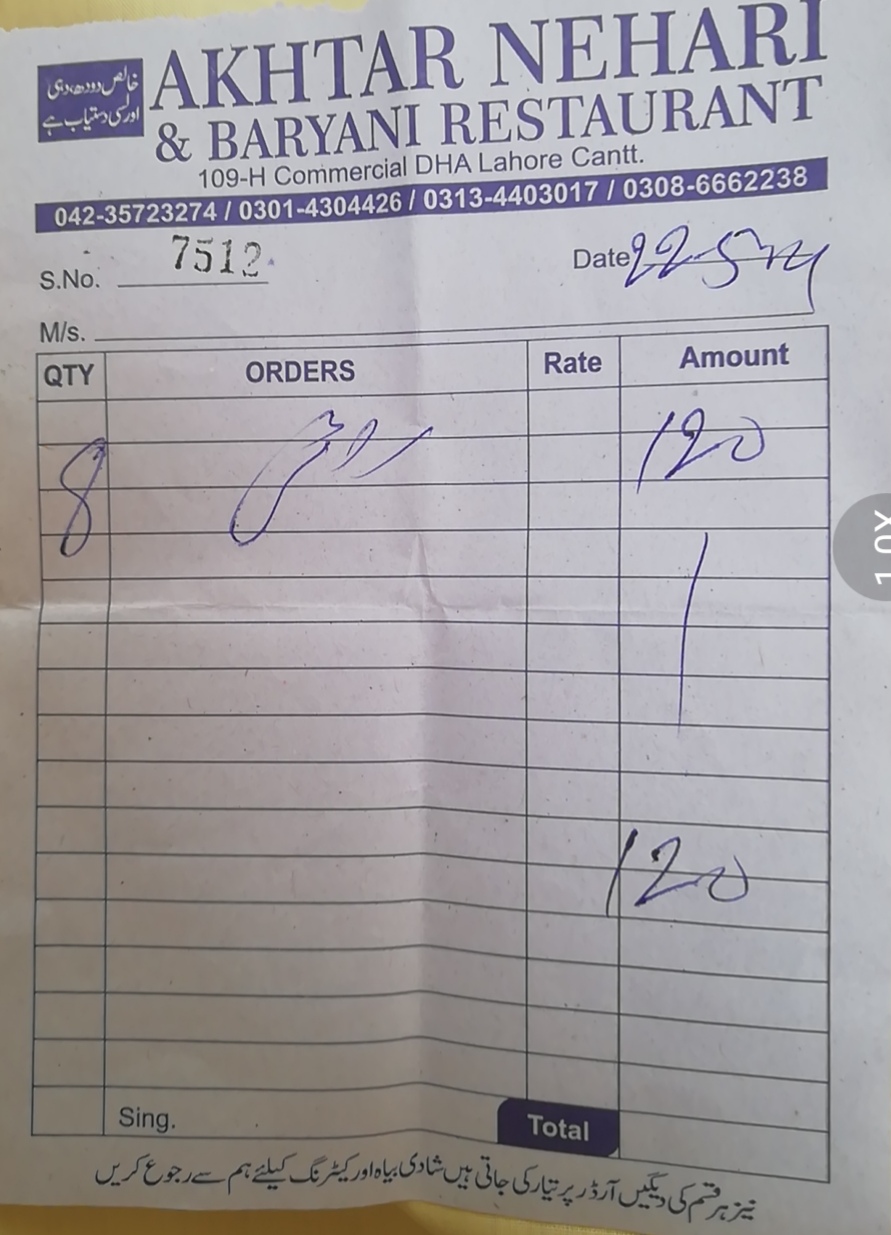 خالص دودھ، دہی
اور لسی دستیاب ہے
AKHTAR NEHARI
& BARYANI RESTAURANT
109-H Commercial DHA Lahore Cantt.
042-35723274 / 0301-4304426 / 0313-4403017 / 0308-6662238
S.No. 7512 Date 22-5-24
M/s.
QTY ORDERS Rate Amount
8 روٹی 120
120
Sing. Total
نیز ہر قسم کی دیگیں آرڈر پر تیار کی جاتی ہیں شادی بیاہ اور کیٹرنگ کیلئے ہم سے رجوع کریں
1.0X